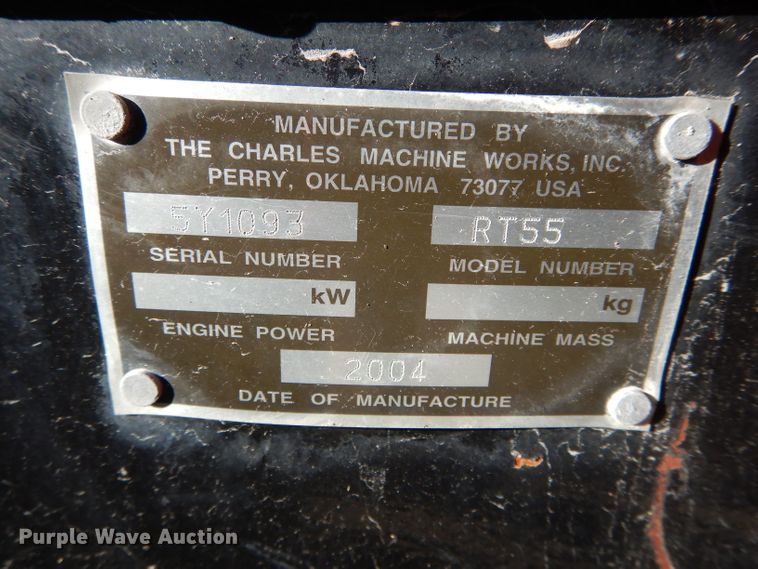 MANUFACTURED BY
THE CHARLES MACHINE WORKS, INC.
PERRY, OKLAHOMA 73077 USA
5Y1093 RT55
SERIAL NUMBER MODEL NUMBER
kW kg
ENGINE POWER MACHINE MASS
2004
DATE OF MANUFACTURE
Purple Wave Auction